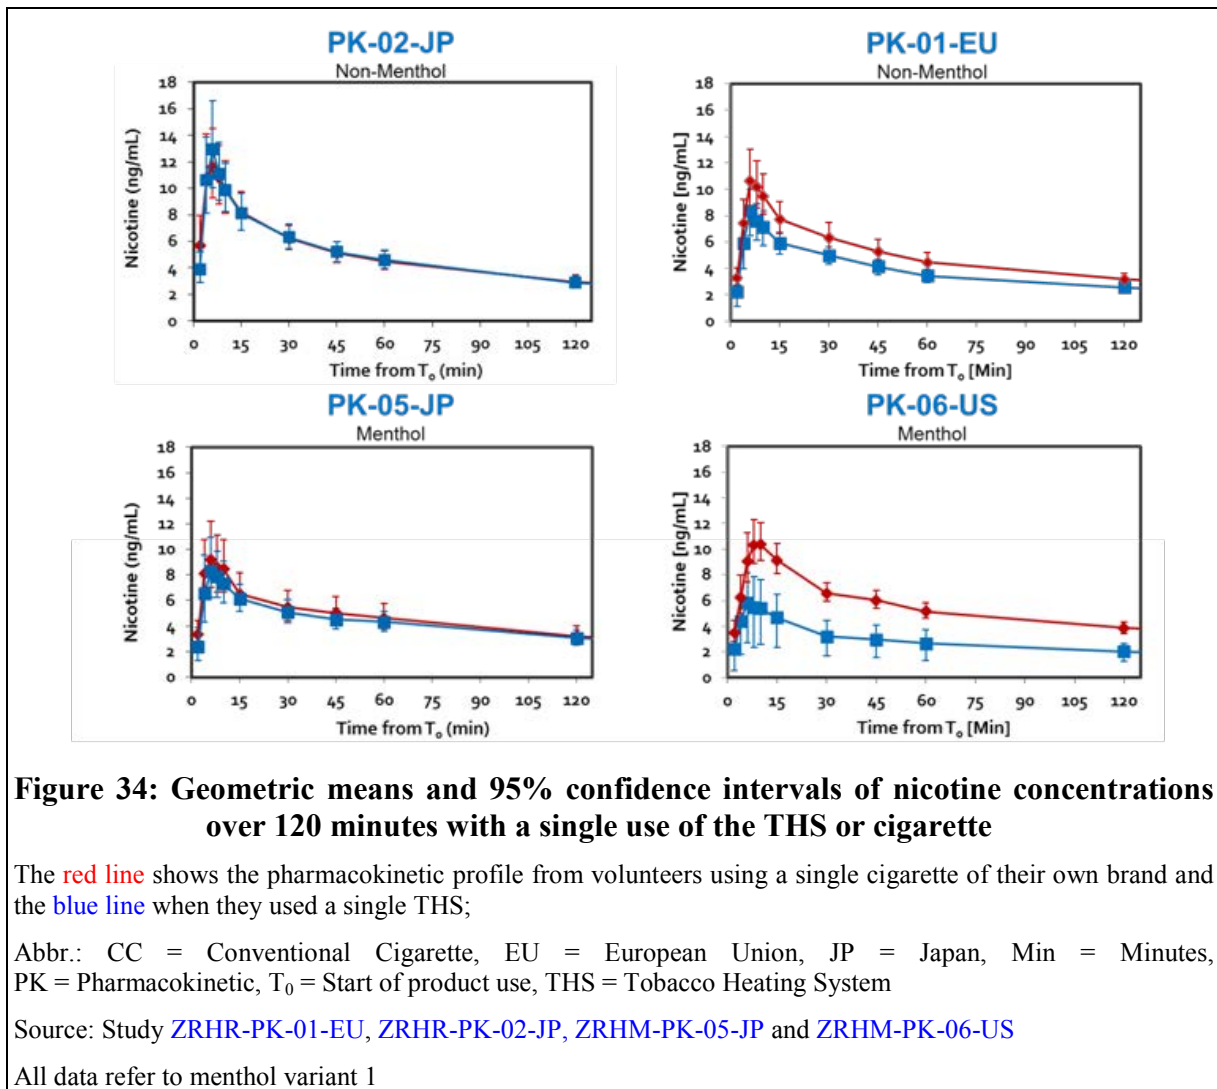 PK-02-JP
Non-Menthol
18
16
14
12
10
8
6
4
2
0
Nicotine (ng/mL)
0 15 30 45 60 75 90 105 120
Time from T₀ (min)
PK-01-EU
Non-Menthol
18
16
14
12
10
8
6
4
2
0
Nicotine [ng/mL]
0 15 30 45 60 75 90 105 120
Time from T₀ [Min]
PK-05-JP
Menthol
18
16
14
12
10
8
6
4
2
0
Nicotine (ng/mL)
0 15 30 45 60 75 90 105 120
Time from T₀ (min)
PK-06-US
Menthol
18
16
14
12
10
8
6
4
2
0
Nicotine [ng/mL]
0 15 30 45 60 75 90 105 120
Time from T₀ [Min]
Figure 34: Geometric means and 95% confidence intervals of nicotine concentrations
over 120 minutes with a single use of the THS or cigarette
The red line shows the pharmacokinetic profile from volunteers using a single cigarette of their own brand and
the blue line when they used a single THS;
Abbr.: CC = Conventional Cigarette, EU = European Union, JP = Japan, Min = Minutes,
PK = Pharmacokinetic, T₀ = Start of product use, THS = Tobacco Heating System
Source: Study ZRHR-PK-01-EU, ZRHR-PK-02-JP, ZRHM-PK-05-JP and ZRHM-PK-06-US
All data refer to menthol variant 1